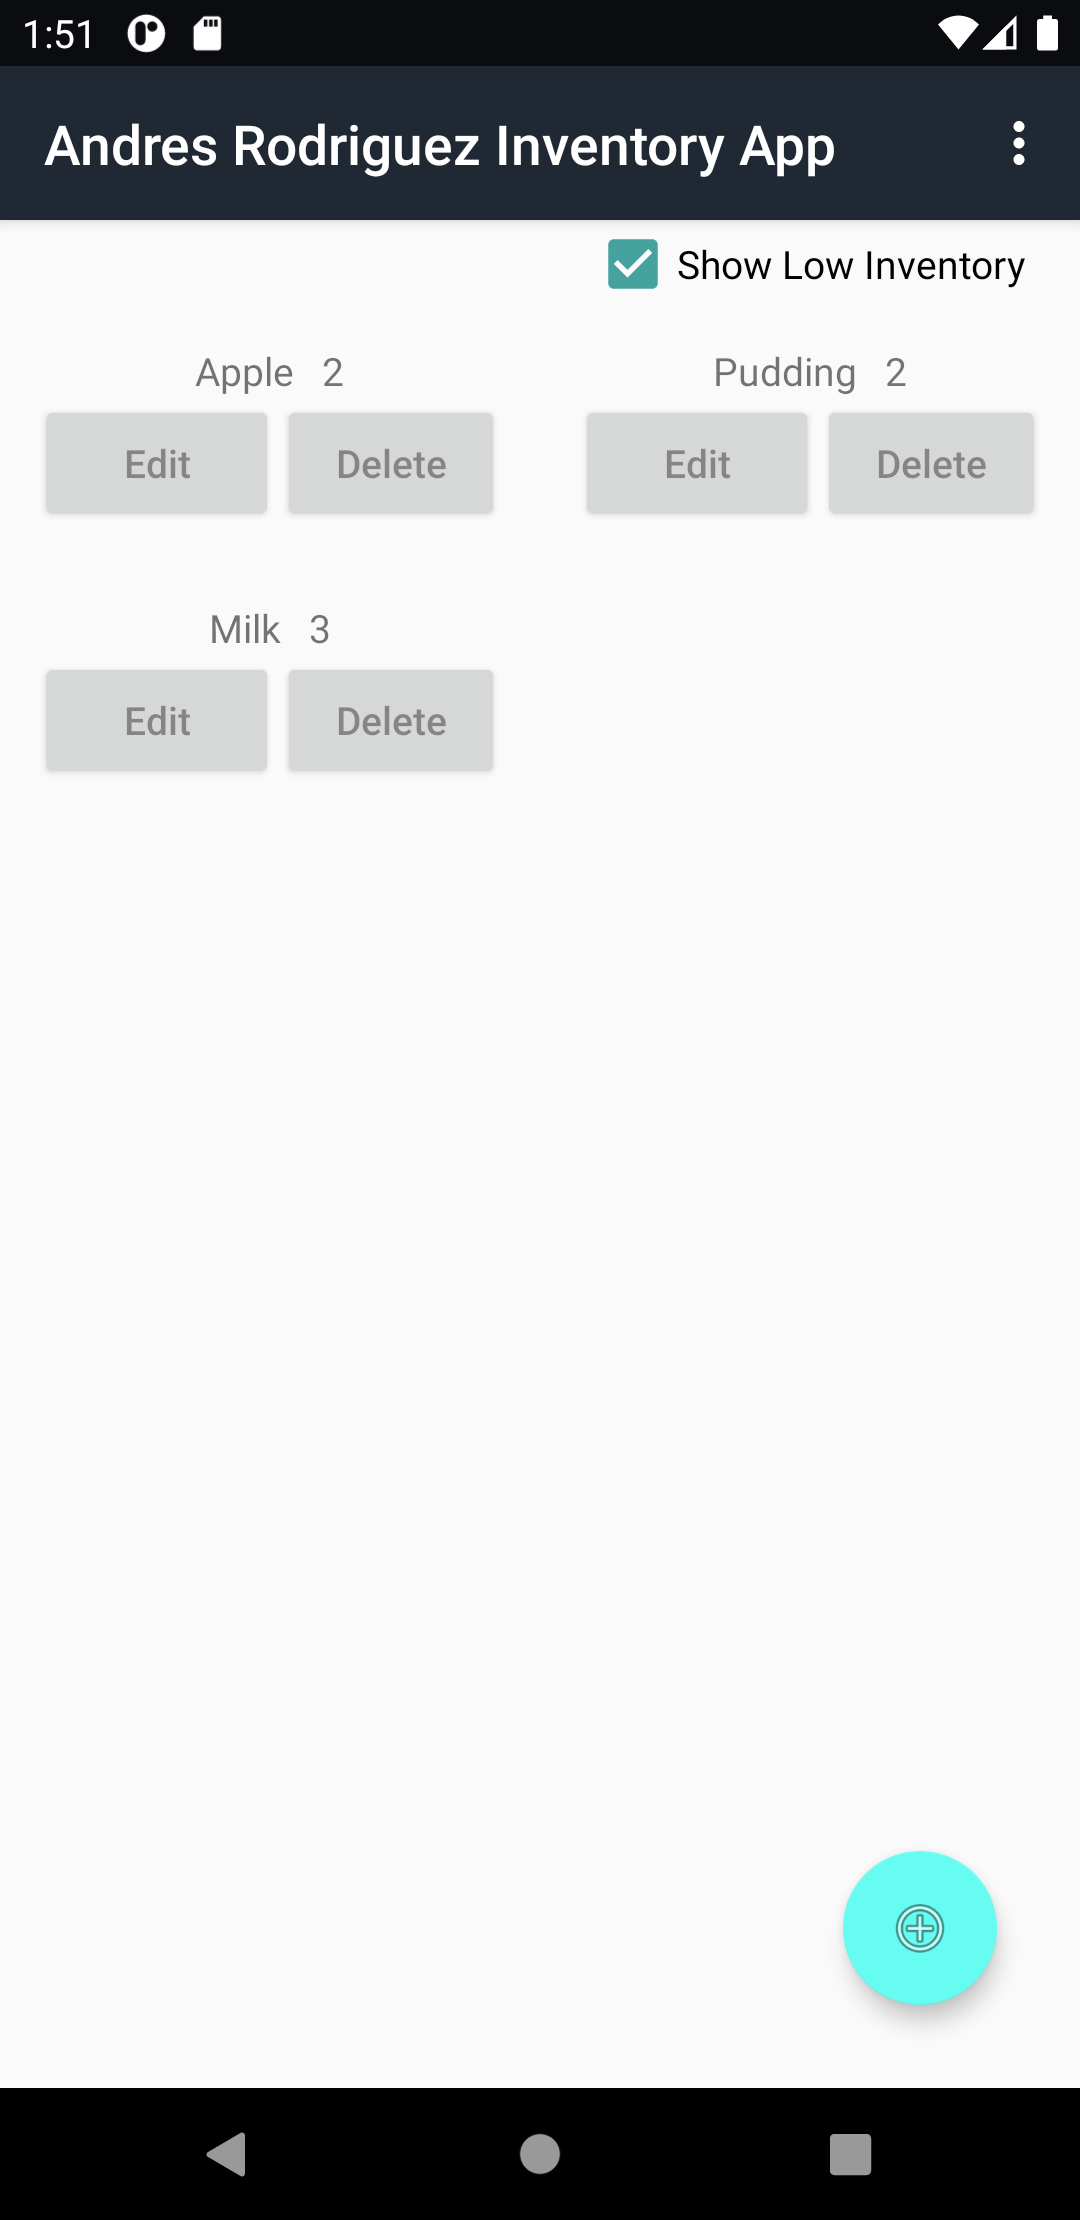 1:51
Andres Rodriguez Inventory App
Show Low Inventory
Apple 2
Pudding 2
Edit
Delete
Edit
Delete
Milk 3
Edit
Delete